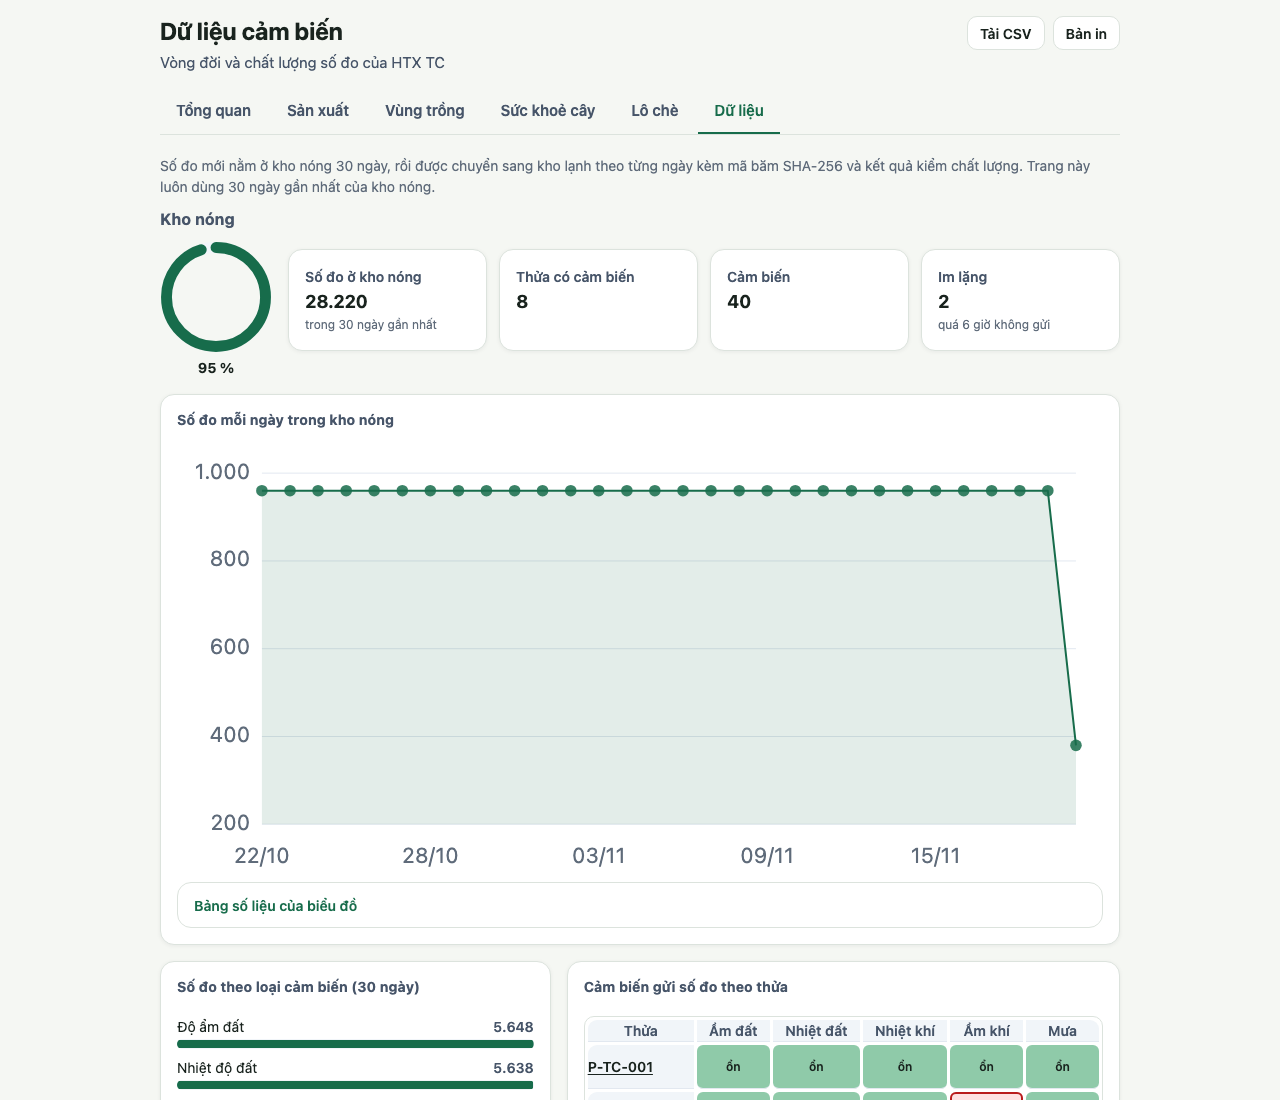 Dữ liệu cảm biến
Tải CSV
Bản in
Vòng đời và chất lượng số đo của HTX TC
Tổng quan
Sản xuất
Vùng trồng
Sức khoẻ cây
Lô chè
Dữ liệu
Số đo mới nằm ở kho nóng 30 ngày, rồi được chuyển sang kho lạnh theo từng ngày kèm mã băm SHA-256 và kết quả kiểm chất lượng. Trang này
luôn dùng 30 ngày gần nhất của kho nóng.
Kho nóng
95 %
Số đo ở kho nóng
28.220
trong 30 ngày gần nhất
Thửa có cảm biến
8
Cảm biến
40
Im lặng
2
quá 6 giờ không gửi
Số đo mỗi ngày trong kho nóng
1.000
800
600
400
200
22/10
28/10
03/11
09/11
15/11
Bảng số liệu của biểu đồ
Số đo theo loại cảm biến (30 ngày)
Độ ẩm đất
5.648
Nhiệt độ đất
5.638
Cảm biến gửi số đo theo thửa
Thửa
Ẩm đất
Nhiệt đất
Nhiệt khí
Ẩm khí
Mưa
P-TC-001
ổn
ổn
ổn
ổn
ổn